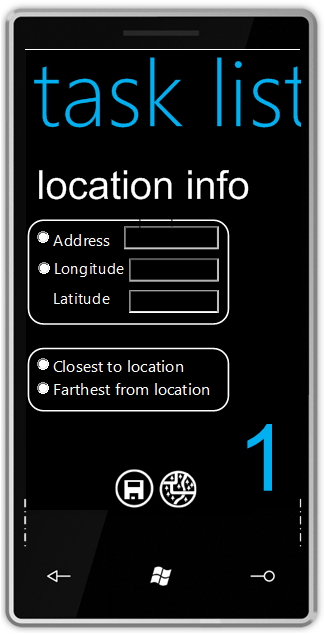 task list
location info
Address
Longitude
Latitude
Closest to location
Farthest from location
1